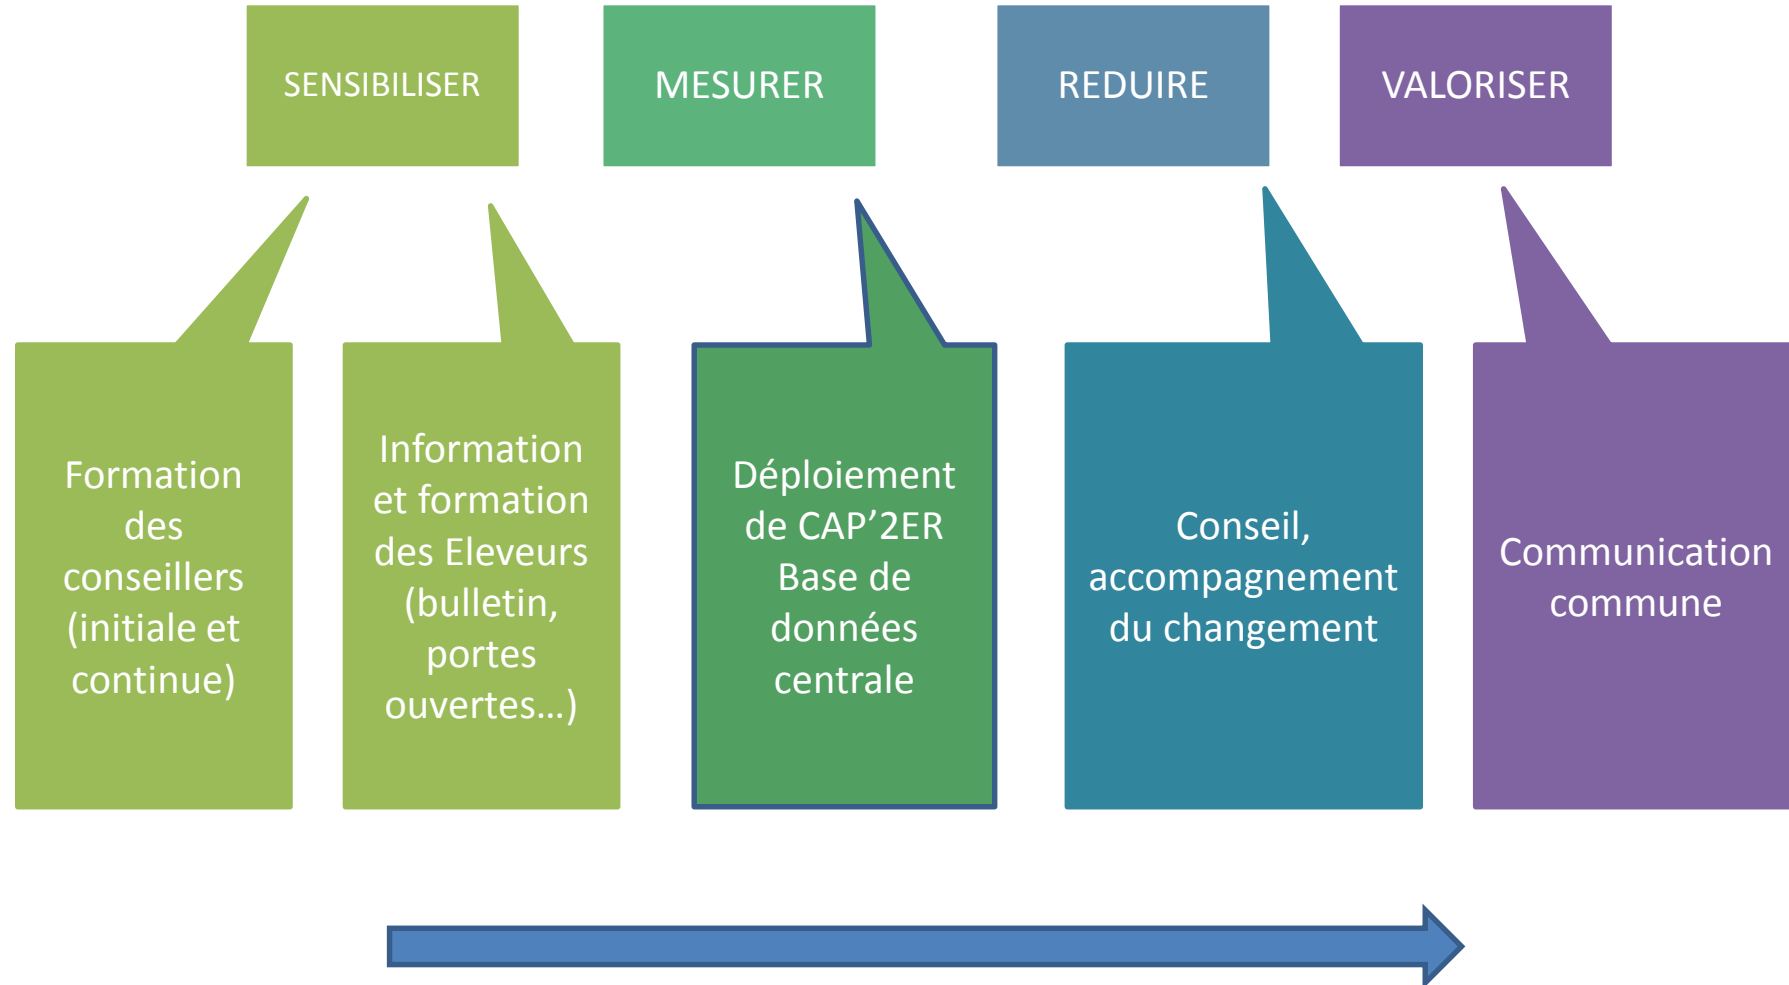 SENSIBILISER
MESURER
REDUIRE
VALORISER
Formation
des
conseillers
(initiale et
continue)
Information
et formation
des Eleveurs
(bulletin,
portes
ouvertes…)
Déploiement
de CAP’2ER
Base de
données
centrale
Conseil,
accompagnement
du changement
Communication
commune